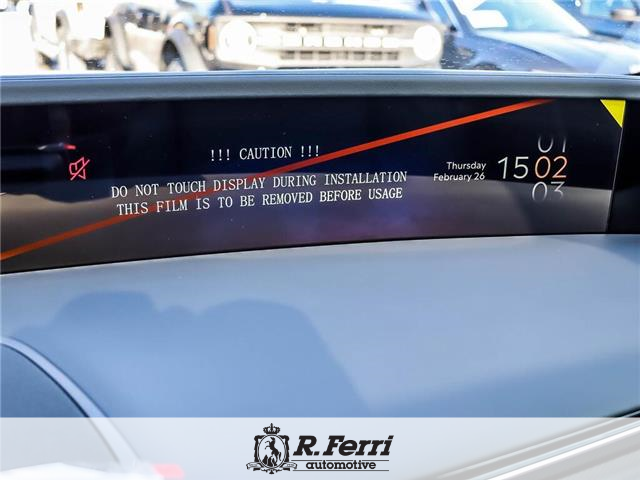 BRONCO
!!! CAUTION !!!
DO NOT TOUCH DISPLAY DURING INSTALLATION
THIS FILM IS TO BE REMOVED BEFORE USAGE
Thursday
February 26
01
15 02
03
R.Ferri
automotive